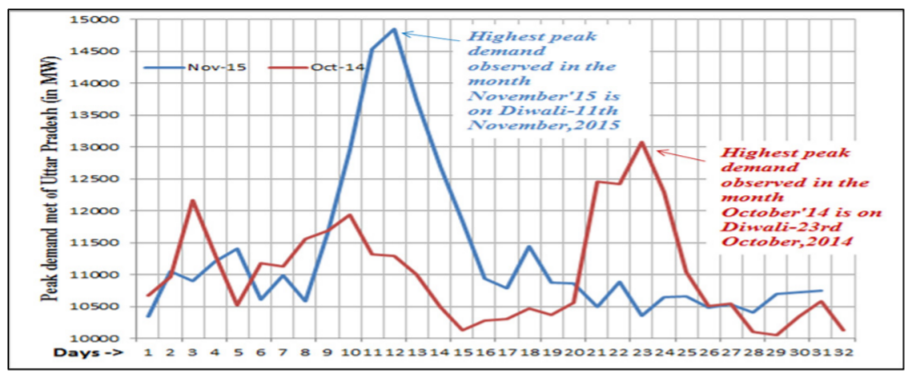 Peak demand met of Uttar Pradesh (in MW)
15000
14500
14000
13500
13000
12500
12000
11500
11000
10500
10000
Nov-15 Oct-14
Highest peak
demand
observed in the
month
November'15 is
on Diwali-11th
November,2015
Highest peak
demand
observed in the
month
October'14 is on
Diwali-23rd
October,2014
Days -> 1 2 3 4 5 6 7 8 9 10 11 12 13 14 15 16 17 18 19 20 21 22 23 24 25 26 27 28 29 30 31 32